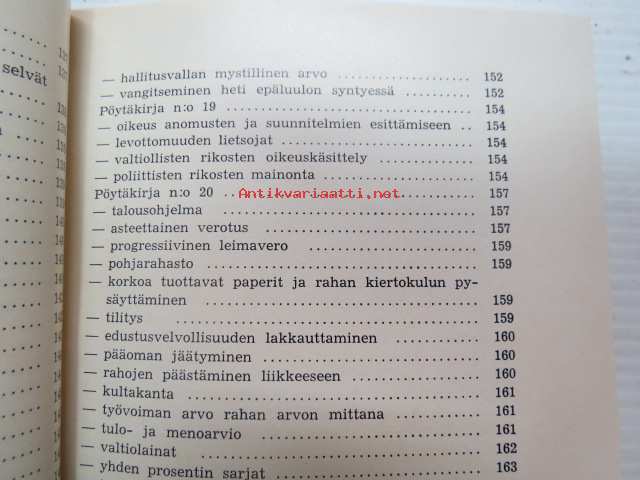 selvät
— hallitusvallan mystillinen arvo .................. 152
— vangitseminen heti epäluulon syntyessä .......... 152
Pöytäkirja n:o 19 .................................. 154
— oikeus anomusten ja suunnitelmien esittämiseen .. 154
— levottomuuden lietsojat ......................... 154
— valtiollisten rikosten oikeuskäsittely .......... 154
— poliittisten rikosten mainonta .................. 154
Pöytäkirja n:o 20 .................................. 157
Antikvariaatti.net
— talousohjelma ................................... 157
— asteettainen verotus ............................ 157
— progressiivinen leimavero ....................... 159
— pohjarahasto .................................... 159
— korkoa tuottavat paperit ja rahan kiertokulun py-
säyttäminen ....................................... 159
— tilitys ......................................... 159
— edustusvelvollisuuden lakkauttaminen ............ 160
— pääoman jäätyminen .............................. 160
— rahojen päästäminen liikkeeseen ................. 160
— kultakanta ...................................... 161
— työvoiman arvo rahan arvon mittana .............. 161
— tulo- ja menoarvio .............................. 161
— valtiolainat .................................... 162
— yhden prosentin sarjat .......................... 163